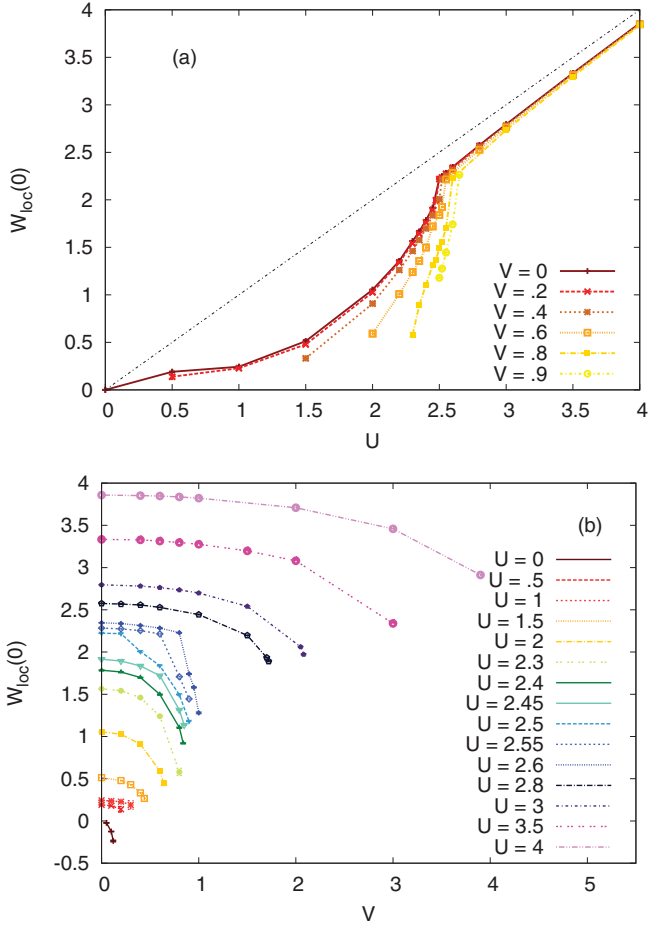 4
3.5
3
2.5
2
1.5
1
0.5
0
W_loc(0)
(a)
V = 0
V = .2
V = .4
V = .6
V = .8
V = .9
0 0.5 1 1.5 2 2.5 3 3.5 4
U
4
3.5
3
2.5
2
1.5
1
0.5
0
-0.5
W_loc(0)
(b)
U = 0
U = .5
U = 1
U = 1.5
U = 2
U = 2.3
U = 2.4
U = 2.45
U = 2.5
U = 2.55
U = 2.6
U = 2.8
U = 3
U = 3.5
U = 4
0 1 2 3 4 5
V